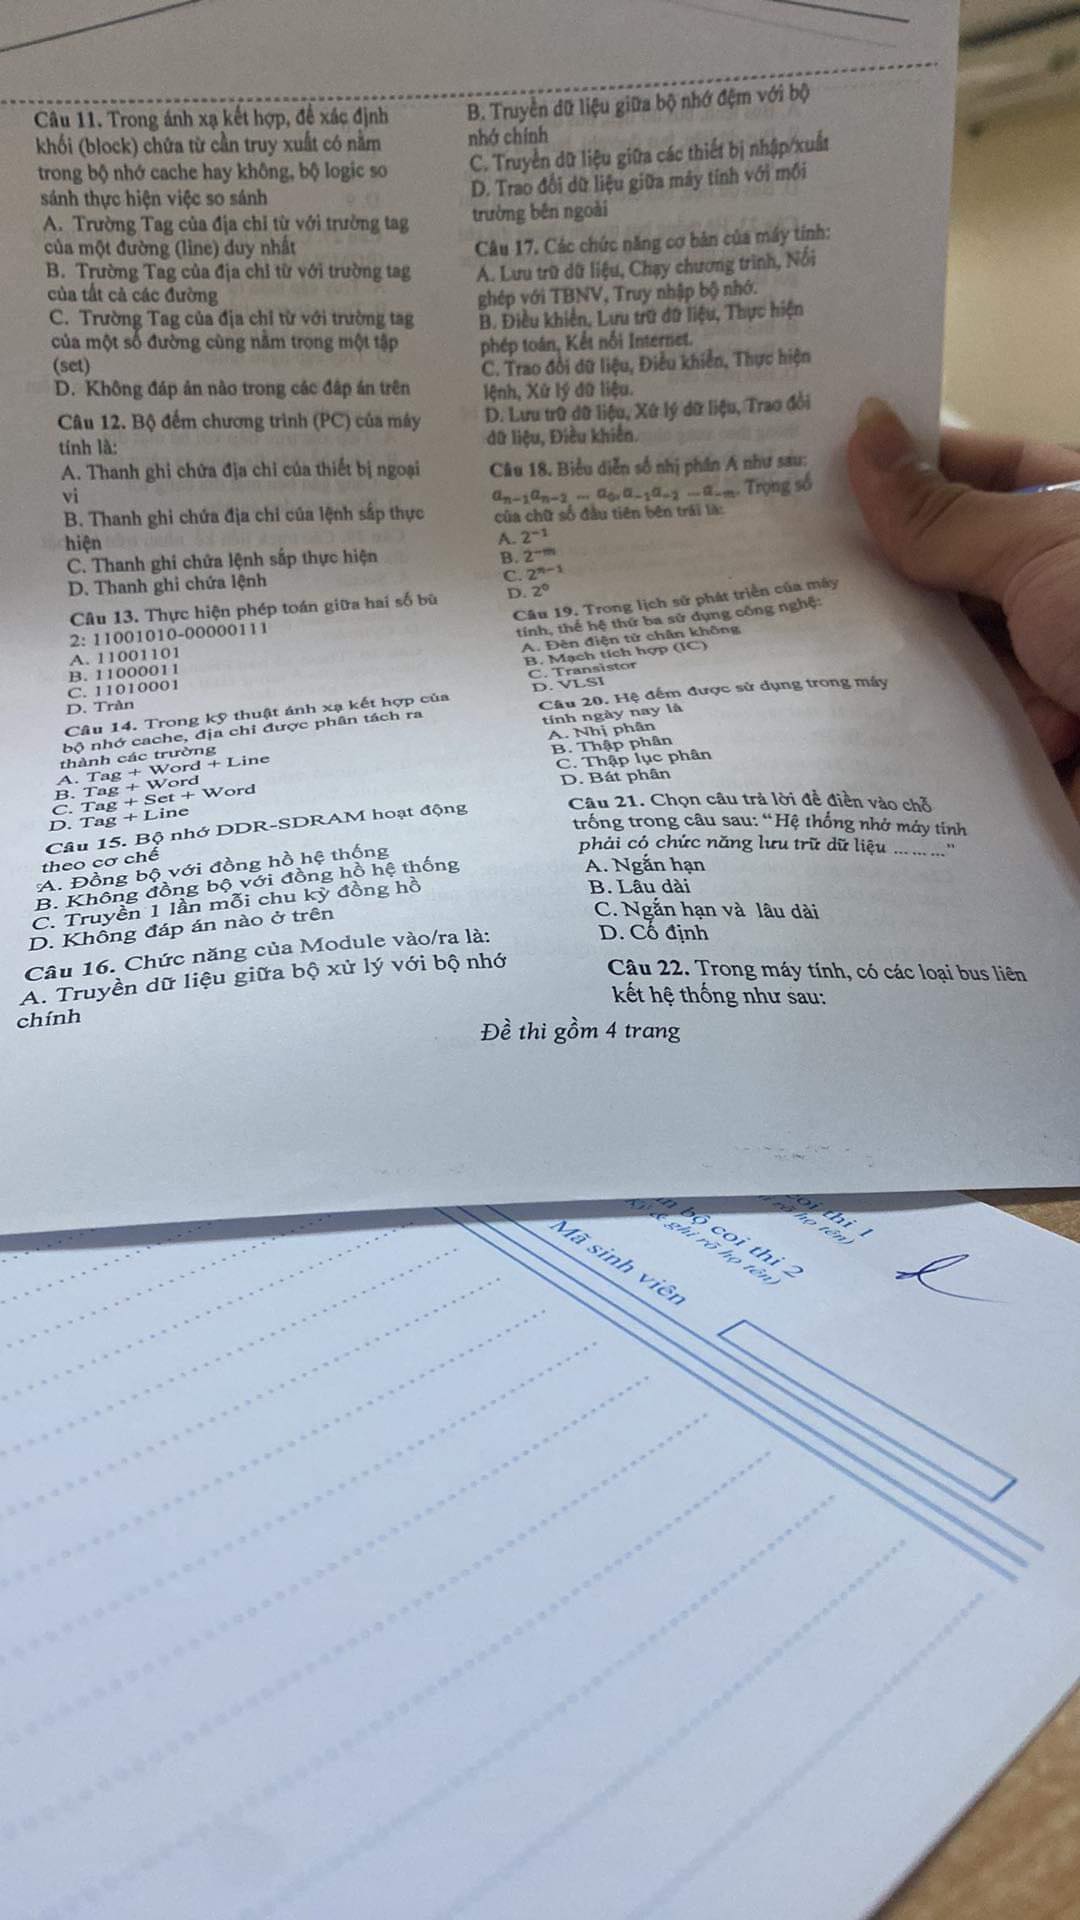 Câu 11. Trong ánh xạ kết hợp, để xác định
khối (block) chứa từ cần truy xuất có nằm
trong bộ nhớ cache hay không, bộ logic so
sánh thực hiện việc so sánh
A. Trường Tag của địa chỉ từ với trường tag
của một đường (line) duy nhất
B. Trường Tag của địa chỉ từ với trường tag
của tất cả các đường
C. Trường Tag của địa chỉ từ với trường tag
của một số đường cùng nằm trong một tập
(set)
D. Không đáp án nào trong các đáp án trên
Câu 12. Bộ đếm chương trình (PC) của máy
tính là:
A. Thanh ghi chứa địa chỉ của thiết bị ngoại
vi
B. Thanh ghi chứa địa chỉ của lệnh sắp thực
hiện
C. Thanh ghi chứa lệnh sắp thực hiện
D. Thanh ghi chứa lệnh
Câu 13. Thực hiện phép toán giữa hai số bù
2: 11001010-00000111
A. 11001101
B. 11000011
C. 11010001
D. Tràn
Câu 14. Trong kỹ thuật ánh xạ kết hợp của
bộ nhớ cache, địa chỉ được phân tách ra
thành các trường
A. Tag + Word + Line
B. Tag + Word
C. Tag + Set + Word
D. Tag + Line
Câu 15. Bộ nhớ DDR-SDRAM hoạt động
theo cơ chế
A. Đồng bộ với đồng hồ hệ thống
B. Không đồng bộ với đồng hồ hệ thống
C. Truyền 1 lần mỗi chu kỳ đồng hồ
D. Không đáp án nào ở trên
Câu 16. Chức năng của Module vào/ra là:
A. Truyền dữ liệu giữa bộ xử lý với bộ nhớ
chính
B. Truyền dữ liệu giữa bộ nhớ đệm với bộ
nhớ chính
C. Truyền dữ liệu giữa các thiết bị nhập/xuất
D. Trao đổi dữ liệu giữa máy tính với môi
trường bên ngoài
Câu 17. Các chức năng cơ bản của máy tính:
A. Lưu trữ dữ liệu, Chạy chương trình, Nối
ghép với TBNV, Truy nhập bộ nhớ.
B. Điều khiển, Lưu trữ dữ liệu, Thực hiện
phép toán, Kết nối Internet.
C. Trao đổi dữ liệu, Điều khiển, Thực hiện
lệnh, Xử lý dữ liệu.
D. Lưu trữ dữ liệu, Xử lý dữ liệu, Trao đổi
dữ liệu, Điều khiển.
Câu 18. Biểu diễn số nhị phân A như sau:
aₙ₋₁aₙ₋₂ ... a₀,a₋₁a₋₂ ... a₋ₘ. Trọng số
của chữ số đầu tiên bên trái là:
A. 2⁻¹
B. 2⁻ᵐ
C. 2ⁿ⁻¹
D. 2⁰
Câu 19. Trong lịch sử phát triển của máy
tính, thế hệ thứ ba sử dụng công nghệ:
A. Đèn điện tử chân không
B. Mạch tích hợp (IC)
C. Transistor
D. VLSI
Câu 20. Hệ đếm được sử dụng trong máy
tính ngày nay là
A. Nhị phân
B. Thập phân
C. Thập lục phân
D. Bát phân
Câu 21. Chọn câu trả lời để điền vào chỗ
trống trong câu sau: “Hệ thống nhớ máy tính
phải có chức năng lưu trữ dữ liệu ... ... ..."
A. Ngắn hạn
B. Lâu dài
C. Ngắn hạn và lâu dài
D. Cố định
Câu 22. Trong máy tính, có các loại bus liên
kết hệ thống như sau:
Đề thi gồm 4 trang
coi thi 1
họ tên)
bộ coi thi 2
ghi rõ họ tên)
Mã sinh viên